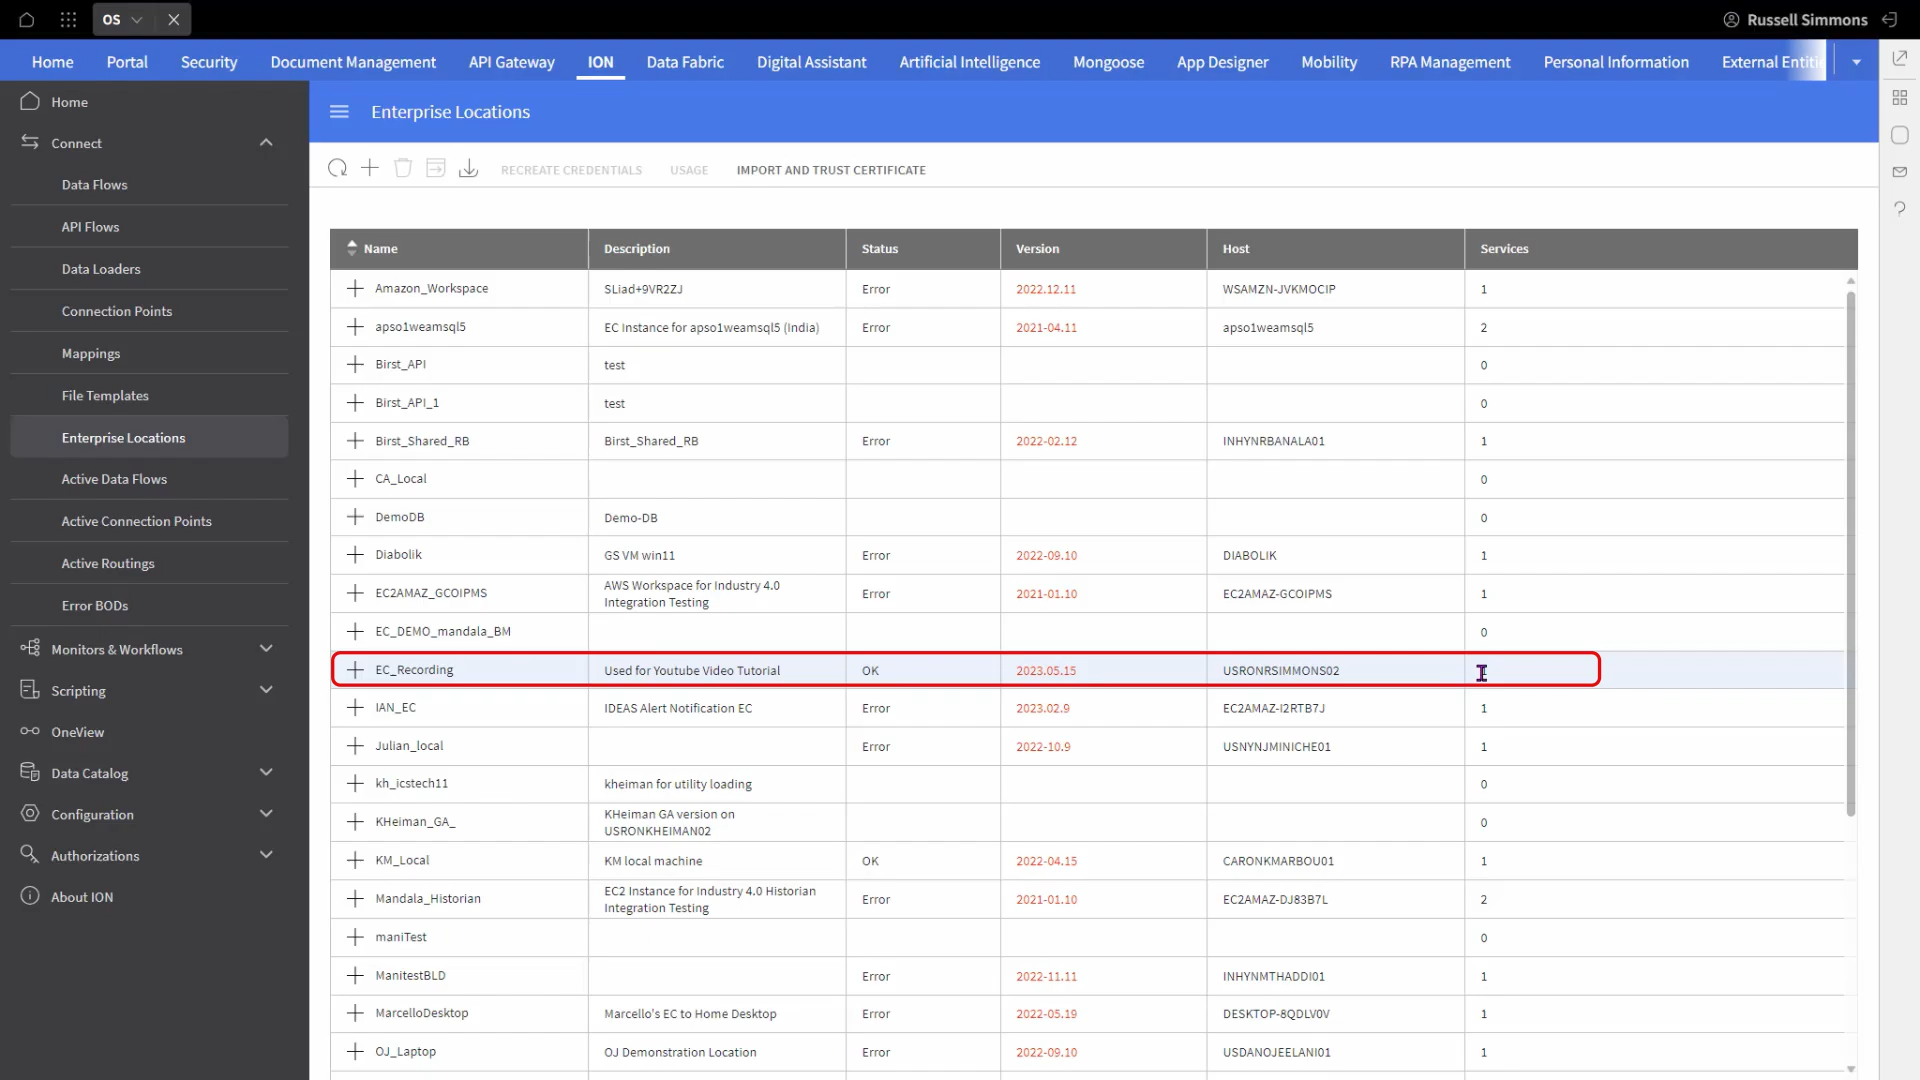 OS
Russell Simmons
Home Portal Security Document Management API Gateway ION Data Fabric Digital Assistant Artificial Intelligence Mongoose App Designer Mobility RPA Management Personal Information External Entitie
Home
Connect
Data Flows
API Flows
Data Loaders
Connection Points
Mappings
File Templates
Enterprise Locations
Active Data Flows
Active Connection Points
Active Routings
Error BODs
Monitors & Workflows
Scripting
OneView
Data Catalog
Configuration
Authorizations
About ION
Enterprise Locations
RECREATE CREDENTIALS USAGE IMPORT AND TRUST CERTIFICATE
Name Description Status Version Host Services
Amazon_Workspace SLiad+9VR2ZJ Error 2022.12.11 WSAMZN-JVKMOCIP 1
apso1weamsql5 EC Instance for apso1weamsql5 (India) Error 2021-04.11 apso1weamsql5 2
Birst_API test 0
Birst_API_1 test 0
Birst_Shared_RB Birst_Shared_RB Error 2022-02.12 INHYNRBANALA01 1
CA_Local 0
DemoDB Demo-DB 0
Diabolik GS VM win11 Error 2022-09.10 DIABOLIK 1
EC2AMAZ_GCOIPMS AWS Workspace for Industry 4.0 Integration Testing Error 2021-01.10 EC2AMAZ-GCOIPMS 1
EC_DEMO_mandala_BM 0
EC_Recording Used for Youtube Video Tutorial OK 2023.05.15 USRONRSIMMONS02
IAN_EC IDEAS Alert Notification EC Error 2023.02.9 EC2AMAZ-I2RTB7J 1
Julian_local Error 2022-10.9 USNYNJMINICHE01 1
kh_icstech11 kheiman for utility loading 0
KHeiman_GA_ KHeiman GA version on USRONKHEIMAN02 0
KM_Local KM local machine OK 2022-04.15 CARONKMARBOU01 1
Mandala_Historian EC2 Instance for Industry 4.0 Historian Integration Testing Error 2021-01.10 EC2AMAZ-DJ83B7L 2
maniTest 0
ManitestBLD Error 2022-11.11 INHYNMTHADDI01 1
MarcelloDesktop Marcello's EC to Home Desktop Error 2022-05.19 DESKTOP-8QDLV0V 1
OJ_Laptop OJ Demonstration Location Error 2022-09.10 USDANOJEELANI01 1